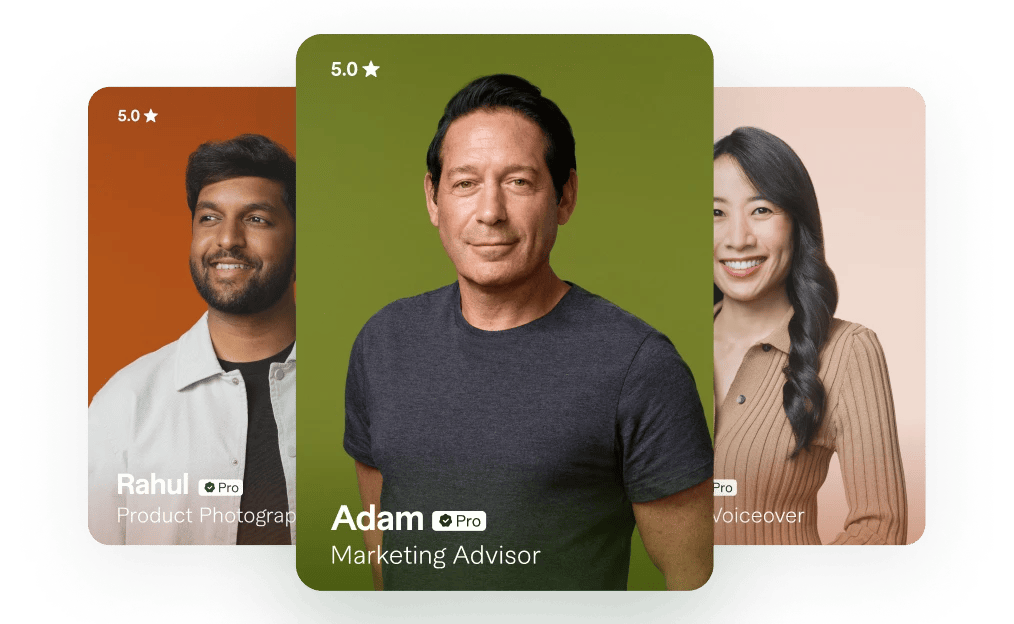 5.0
Rahul Pro
Product Photograp
5.0
Adam Pro
Marketing Advisor
Pro
Voiceover